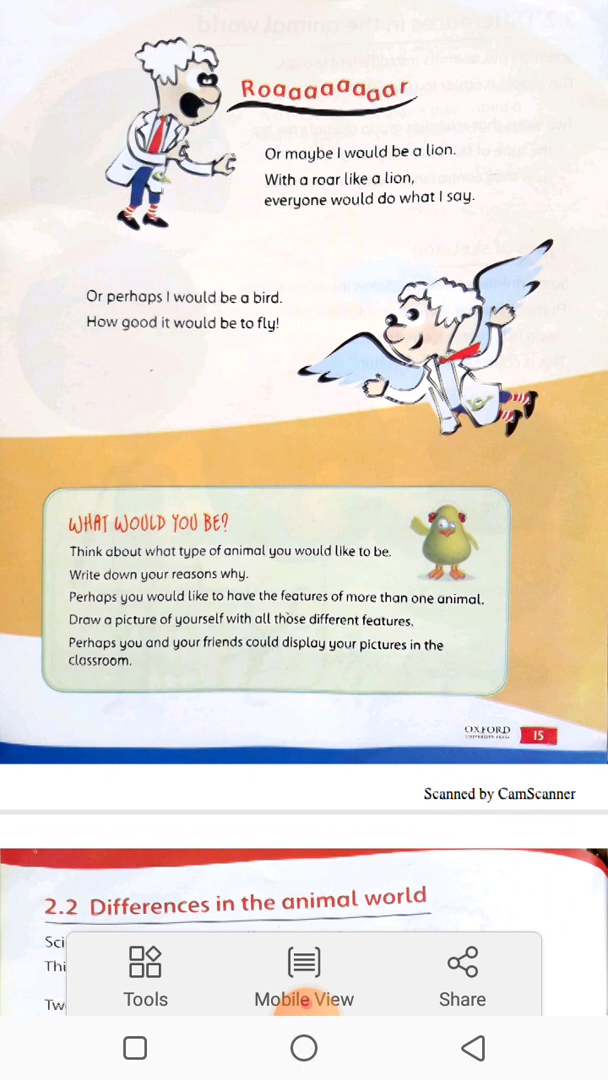 Roaaaaaaaar
Or maybe I would be a lion.
With a roar like a lion,
everyone would do what I say.
Or perhaps I would be a bird.
How good it would be to fly!
WHAT WOULD YOU BE?
Think about what type of animal you would like to be.
Write down your reasons why.
Perhaps you would like to have the features of more than one animal.
Draw a picture of yourself with all those different features.
Perhaps you and your friends could display your pictures in the
classroom.
OXFORD
UNIVERSITY PRESS
15
Scanned by CamScanner
2.2 Differences in the animal world
Sci
Thi
Tw
Tools
Mobile View
Share